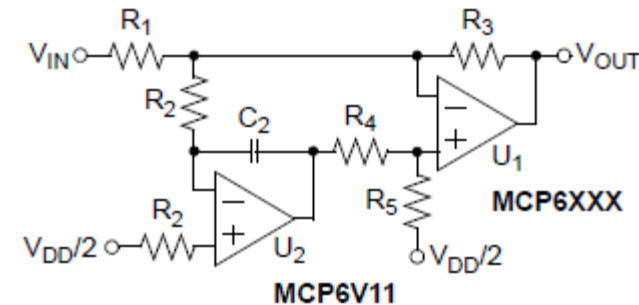 R1
R3
VIN
VOUT
R2
C2
R4
−
+
U1
R5
MCP6XXX
R2
−
+
U2
VDD/2
VDD/2
MCP6V11